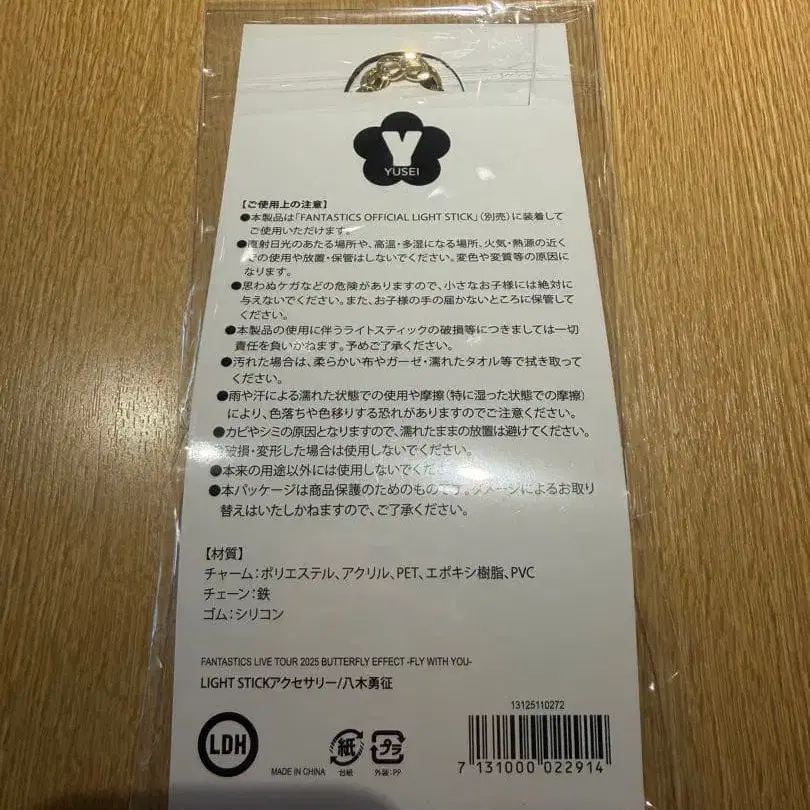 Y
YUSEI
【ご使用上の注意】
●本製品は「FANTASTICS OFFICIAL LIGHT STICK」(別売)に装着して
ご使用いただけます。
●直射日光のあたる場所や、高温・多湿になる場所、火気・熱源の近く
での使用や放置・保管はしないでください。変色や変質等の原因に
なります。
●思わぬケガなどの危険がありますので、小さなお子様には絶対に
与えないでください。また、お子様の手の届かないところに保管して
ください。
●本製品の使用に伴うライトスティックの破損等につきましては一切
責任を負いかねます。予めご了承ください。
●汚れた場合は、柔らかい布やガーゼ・濡れたタオル等で拭き取って
ください。
●雨や汗による濡れた状態での使用や摩擦(特に湿った状態での摩擦)
により、色落ちや色移りする恐れがありますのでご注意ください。
●カビやシミの原因となりますので、濡れたままの放置は避けてください。
破損・変形した場合は使用しないでください。
●本来の用途以外には使用しないでくだ
●本パッケージは商品保護のためのものです。ダメージによるお取り
替えはいたしかねますので、ご了承ください。
【材質】
チャーム:ポリエステル、アクリル、PET、エポキシ樹脂、PVC
チェーン:鉄
ゴム:シリコン
FANTASTICS LIVE TOUR 2025 BUTTERFLY EFFECT -FLY WITH YOU-
LIGHT STICKアクセサリー/八木勇征
13125110272
LDH
MADE IN CHINA
紙
台紙
プラ
外装:PP
7 131000 022914